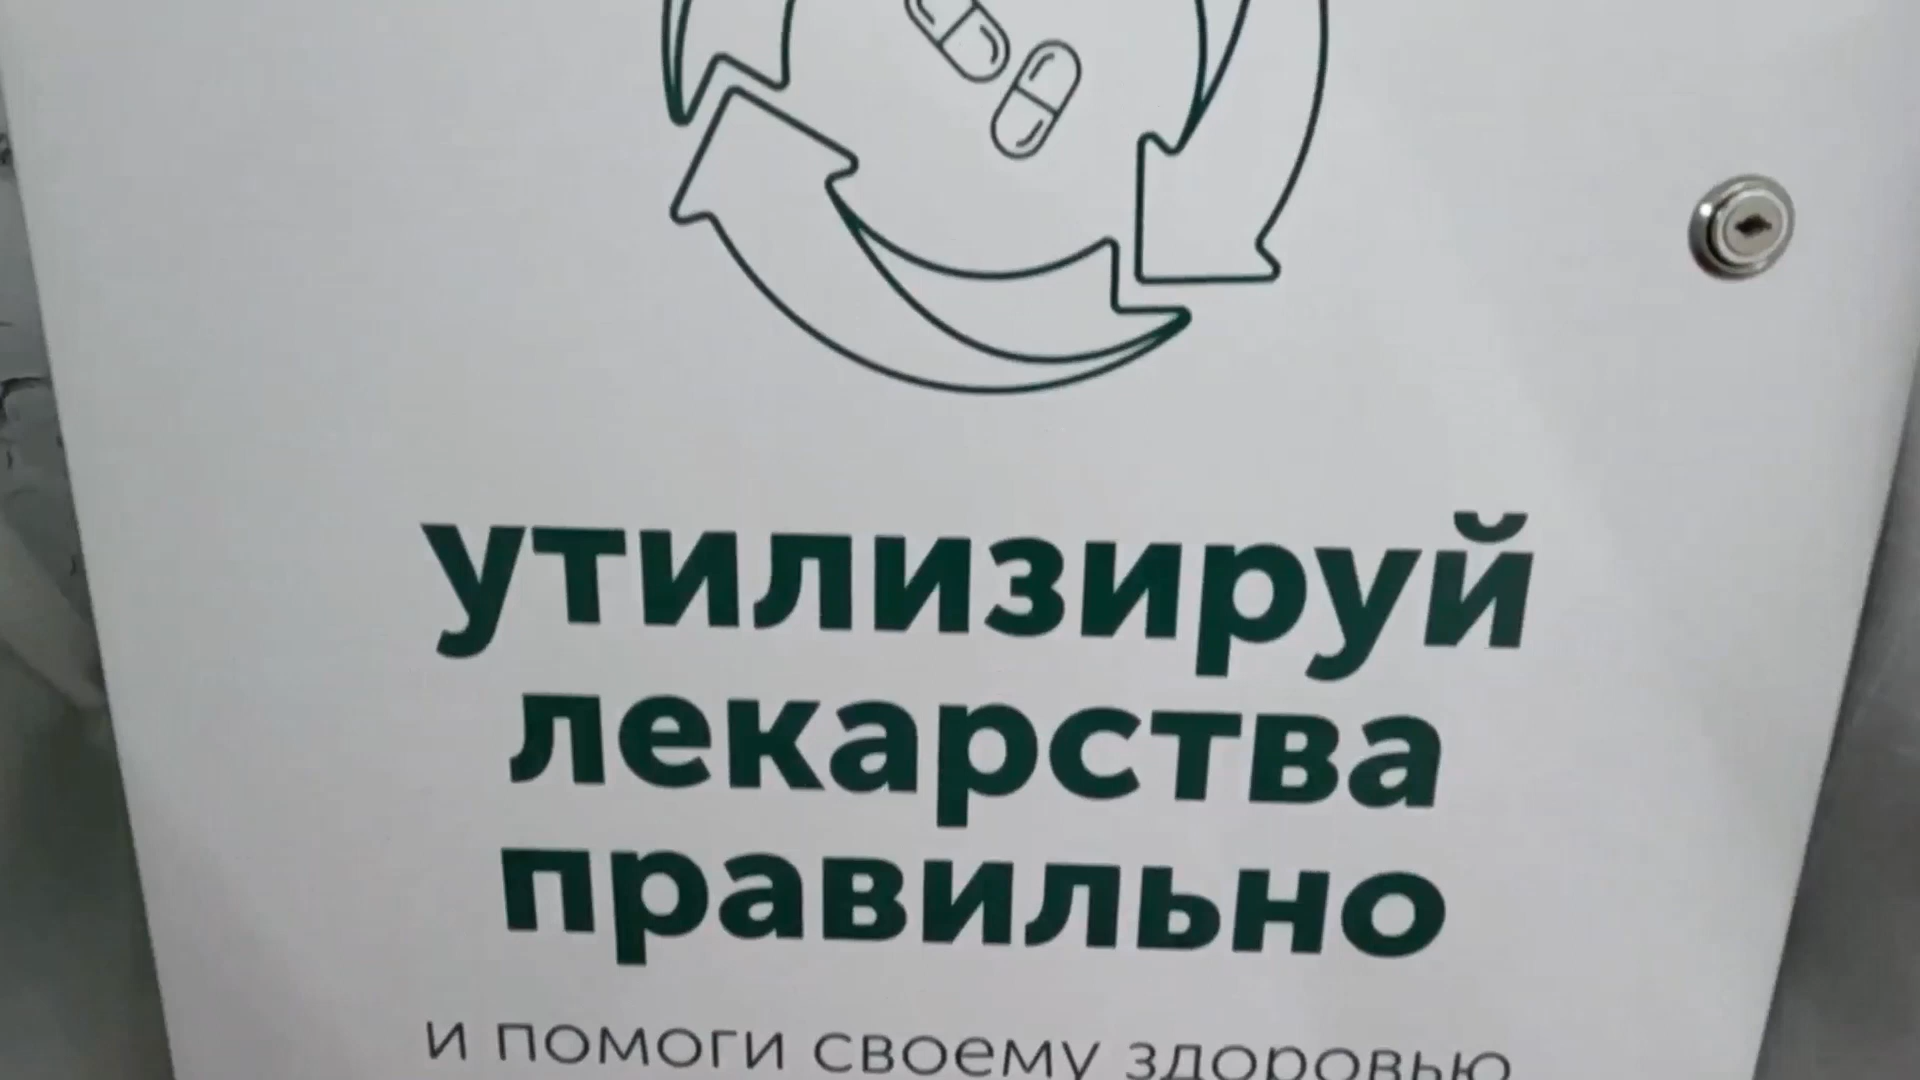 утилизируй
лекарства
правильно
и помоги своему здоровью